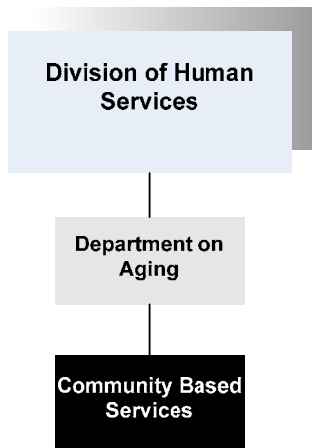 Division of Human
Services
Department on
Aging
Community Based
Services